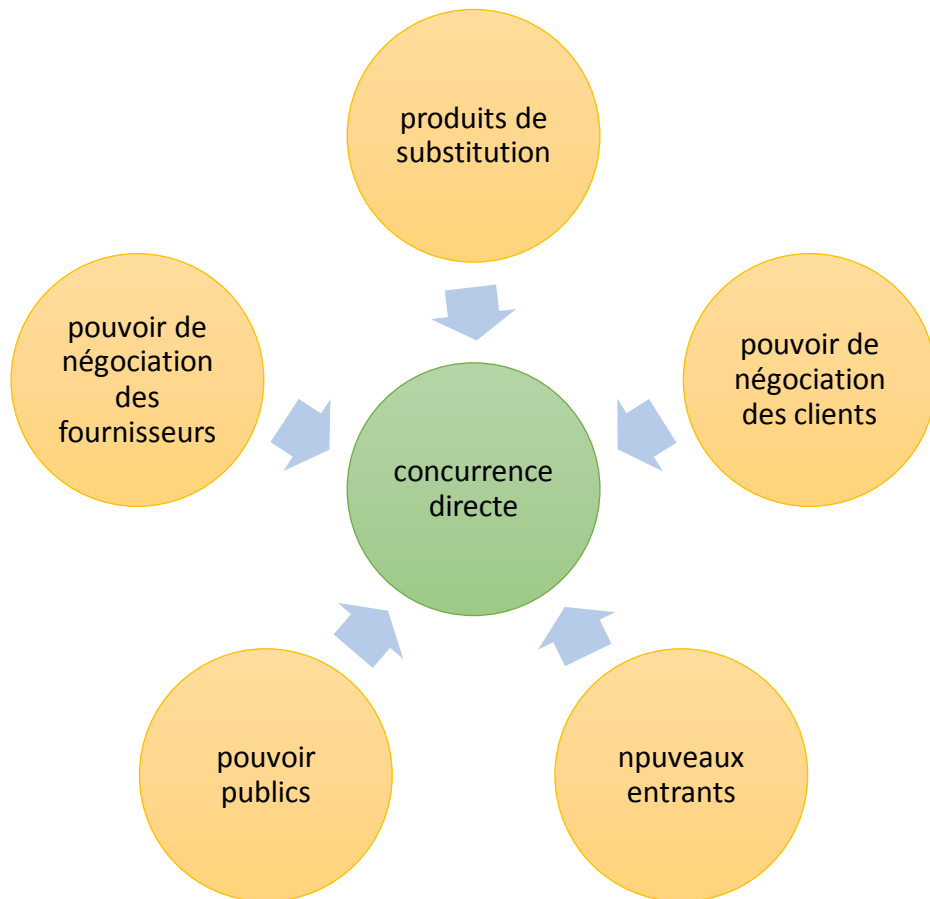 produits de
substitution
pouvoir de
négociation
des
fournisseurs
pouvoir de
négociation
des clients
concurrence
directe
pouvoir
publics
npuveaux
entrants